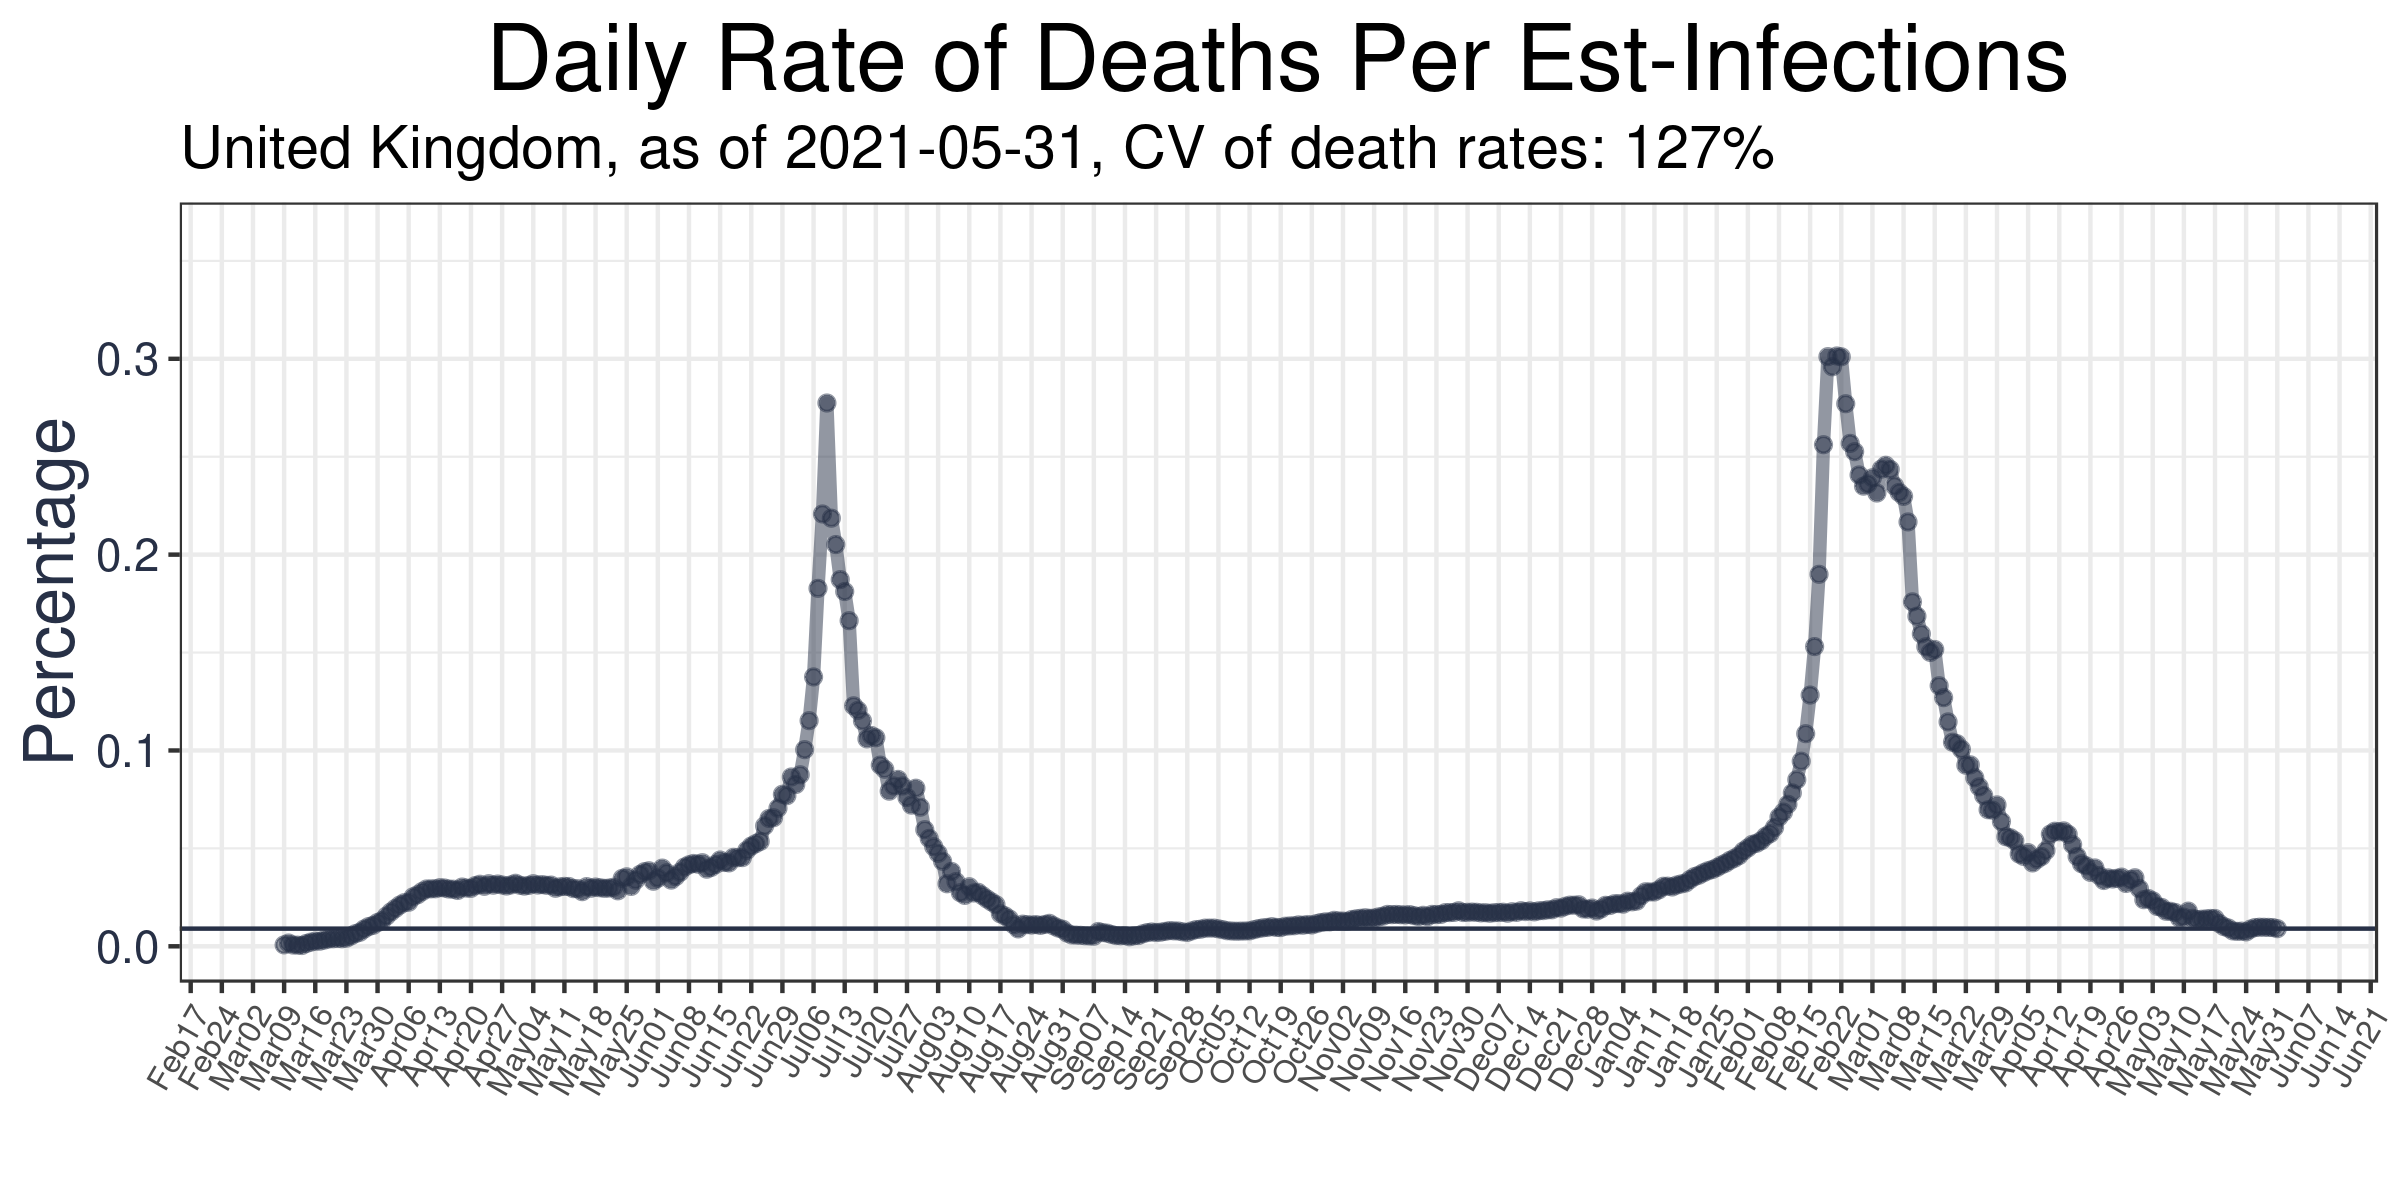 Daily Rate of Deaths Per Est-Infections
United Kingdom, as of 2021-05-31, CV of death rates: 127%
Percentage
0.3
0.2
0.1
0.0
Feb17 Feb24 Mar02 Mar09 Mar16 Mar23 Mar30 Apr06 Apr13 Apr20 Apr27 May04 May11 May18 May25 Jun01 Jun08 Jun15 Jun22 Jun29 Jul06 Jul13 Jul20 Jul27 Aug03 Aug10 Aug17 Aug24 Aug31 Sep07 Sep14 Sep21 Sep28 Oct05 Oct12 Oct19 Oct26 Nov02 Nov09 Nov16 Nov23 Nov30 Dec07 Dec14 Dec21 Dec28 Jan04 Jan11 Jan18 Jan25 Feb01 Feb08 Feb15 Feb22 Mar01 Mar08 Mar15 Mar22 Mar29 Apr05 Apr12 Apr19 Apr26 May03 May10 May17 May24 May31 Jun07 Jun14 Jun21